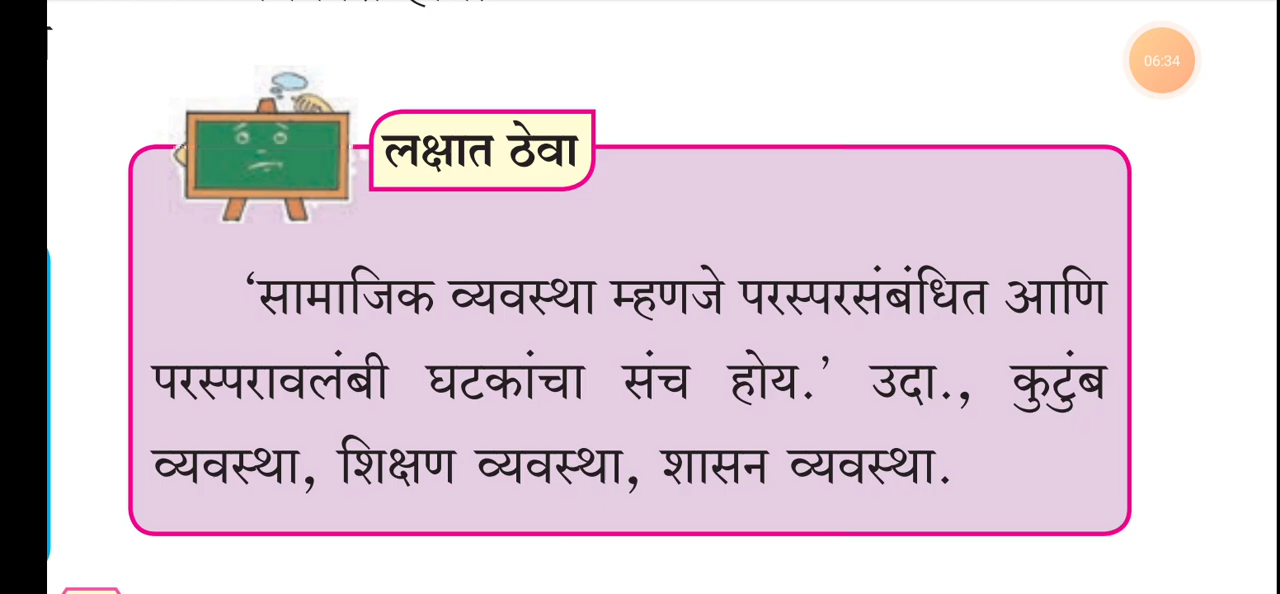 06:34
लक्षात ठेवा
‘सामाजिक व्यवस्था म्हणजे परस्परसंबंधित आणि
परस्परावलंबी घटकांचा संच होय.’ उदा., कुटुंब
व्यवस्था, शिक्षण व्यवस्था, शासन व्यवस्था.